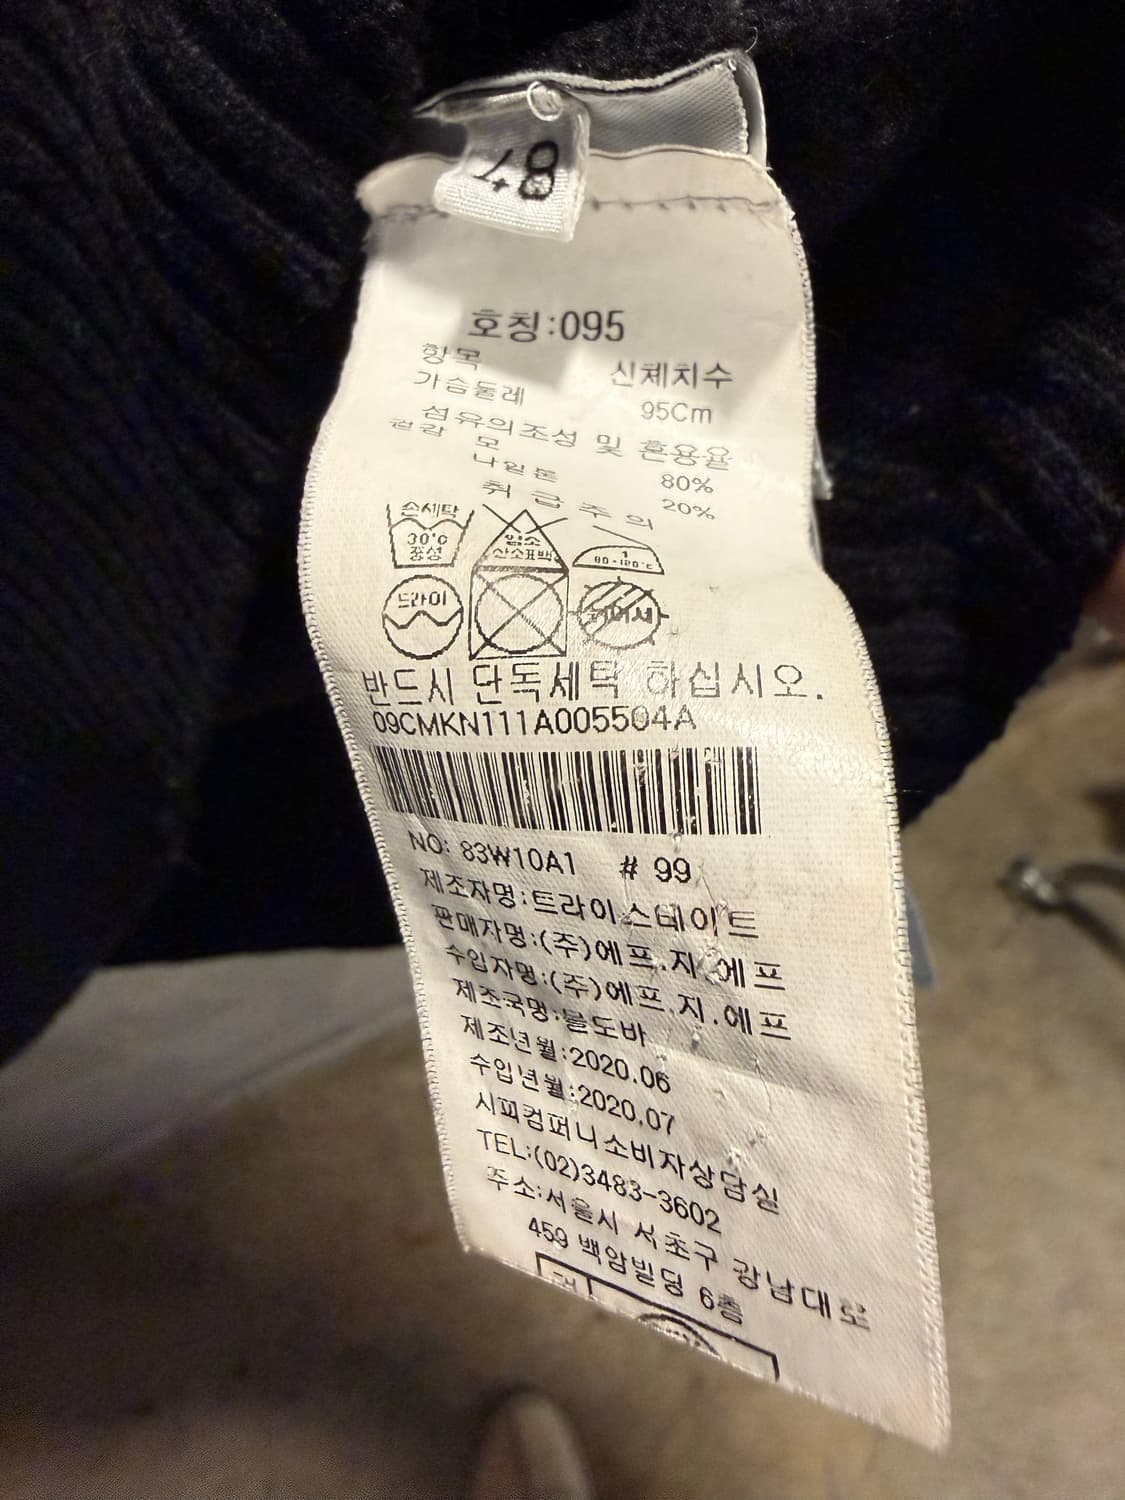 48
호칭:095
항목 신체치수
가슴둘레 95Cm
섬유의조성 및 혼용율
겉감 모 80%
나일론 20%
취급주의
손세탁
30°C
중성
염소
산소표백
1
80-120°C
드라이
반드시 단독세탁 하십시오.
09CMKN111A005504A
NO: 83W10A1 # 99
제조자명:트라이스테이트
판매자명:(주)에프.지.에프
수입자명:(주)에프.지.에프
제조국명:몰도바
제조년월:2020.06
수입년월:2020.07
시피컴퍼니소비자상담실
TEL:(02)3483-3602
주소:서울시 서초구 강남대로
459 백암빌딩 6층